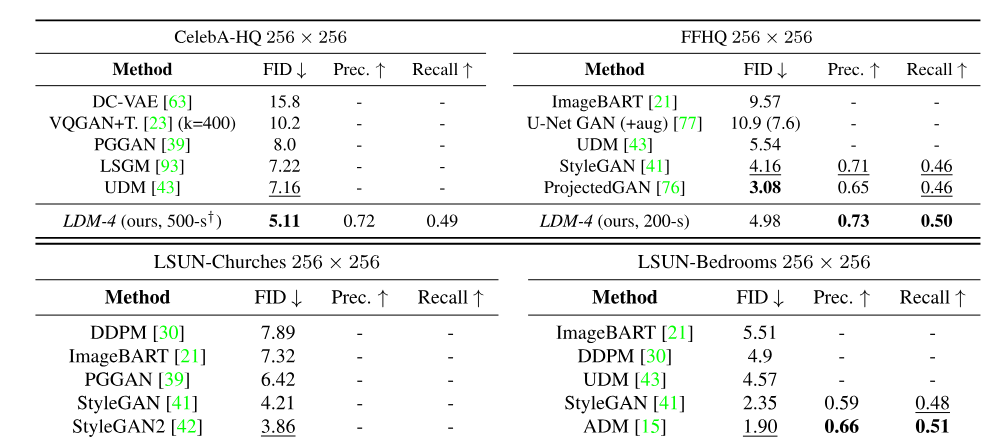 CelebA-HQ 256 × 256
Method FID ↓ Prec. ↑ Recall ↑
DC-VAE [63] 15.8 - -
VQGAN+T. [23] (k=400) 10.2 - -
PGGAN [39] 8.0 - -
LSGM [93] 7.22 - -
UDM [43] 7.16 - -
LDM-4 (ours, 500-s†) 5.11 0.72 0.49
FFHQ 256 × 256
Method FID ↓ Prec. ↑ Recall ↑
ImageBART [21] 9.57 - -
U-Net GAN (+aug) [77] 10.9 (7.6) - -
UDM [43] 5.54 - -
StyleGAN [41] 4.16 0.71 0.46
ProjectedGAN [76] 3.08 0.65 0.46
LDM-4 (ours, 200-s) 4.98 0.73 0.50
LSUN-Churches 256 × 256
Method FID ↓ Prec. ↑ Recall ↑
DDPM [30] 7.89 - -
ImageBART [21] 7.32 - -
PGGAN [39] 6.42 - -
StyleGAN [41] 4.21 - -
StyleGAN2 [42] 3.86 - -
LSUN-Bedrooms 256 × 256
Method FID ↓ Prec. ↑ Recall ↑
ImageBART [21] 5.51 - -
DDPM [30] 4.9 - -
UDM [43] 4.57 - -
StyleGAN [41] 2.35 0.59 0.48
ADM [15] 1.90 0.66 0.51